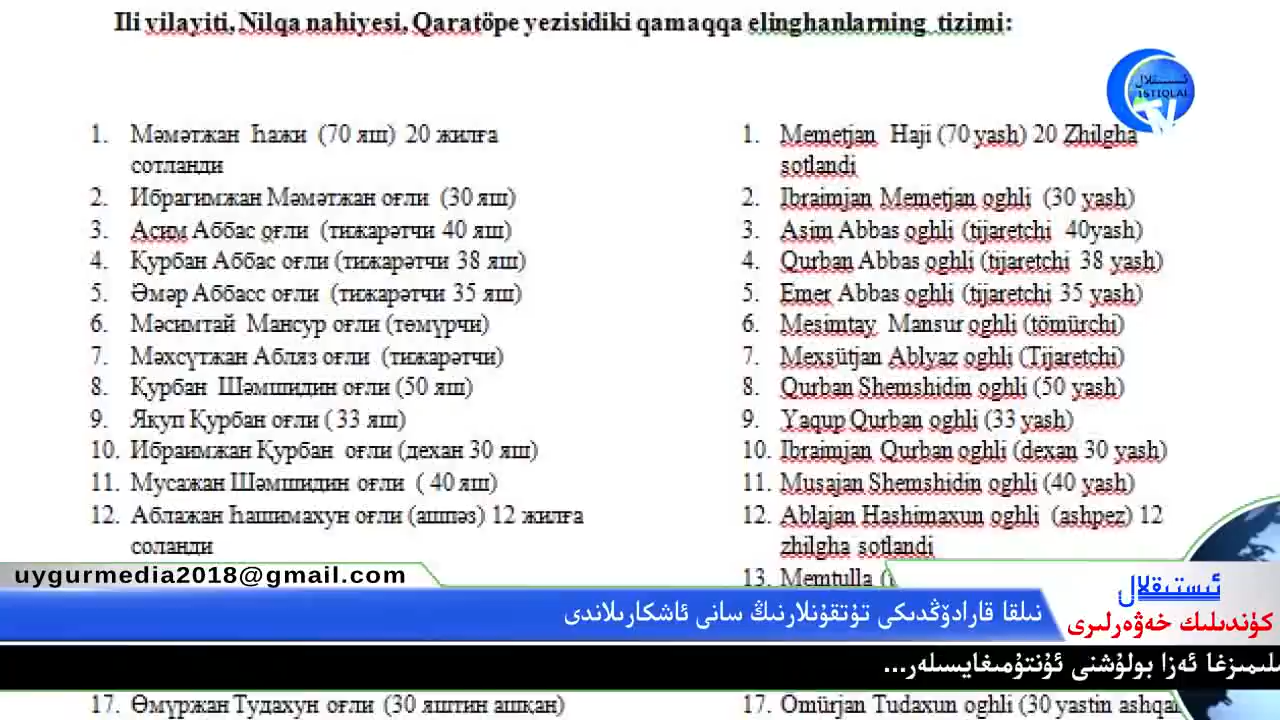 Ili vilayiti, Nilqa nahiyesi, Qaratöpe yezisidiki qamaqqa elinghanlarning tizimi:
ئىستىقلال
ISTIQLAL
TV
1. Мәмәтжан Һажи (70 яш) 20 жилға
сотланди
2. Ибрагимжан Мәмәтжан оғли (30 яш)
3. Асим Аббас оғли (тижарәтчи 40 яш)
4. Қурбан Аббас оғли (тижарәтчи 38 яш)
5. Әмәр Аббасс оғли (тижарәтчи 35 яш)
6. Мәсимтай Мансур оғли (төмүрчи)
7. Мәхсүтжан Абляз оғли (тижарәтчи)
8. Қурбан Шәмшидин оғли (50 яш)
9. Якуп Қурбан оғли ( 33 яш)
10. Ибраимжан Қурбан оғли (дехан 30 яш)
11. Мусажан Шәмшидин оғли ( 40 яш)
12. Аблажан Һашимахун оғли (ашпәз) 12 жилға
соланди
1. Memetjan Haji (70 yash) 20 Zhilgha
sotlandi
2. Ibraimjan Memetjan oghli (30 yash)
3. Asim Abbas oghli (tijaretchi 40yash)
4. Qurban Abbas oghli (tijaretchi 38 yash)
5. Emer Abbas oghli (tijaretchi 35 yash)
6. Mesimtay Mansur oghli (tömürchi)
7. Mexsütjan Ablyaz oghli (Tijaretchi)
8. Qurban Shemshidin oghli (50 yash)
9. Yaqup Qurban oghli (33 yash)
10. Ibraimjan Qurban oghli (dexan 30 yash)
11. Musajan Shemshidin oghli (40 yash)
12. Ablajan Hashimaxun oghli (ashpez) 12
zhilgha sotlandi
13. Memtulla
uygurmedia2018@gmail.com
نىلقا قارادۆڭدىكى تۇتقۇنلارنىڭ سانى ئاشكارىلاندى
ئىستىقلال
كۈندىلىك خەۋەرلىرى
ئەزا بولۇشنى ئۇنتۇمىغايسىلەر...
17. Өмүржан Тудахун оғли (30 яштин ашқан)
17. Omürjan Tudaxun oghli (30 yastin